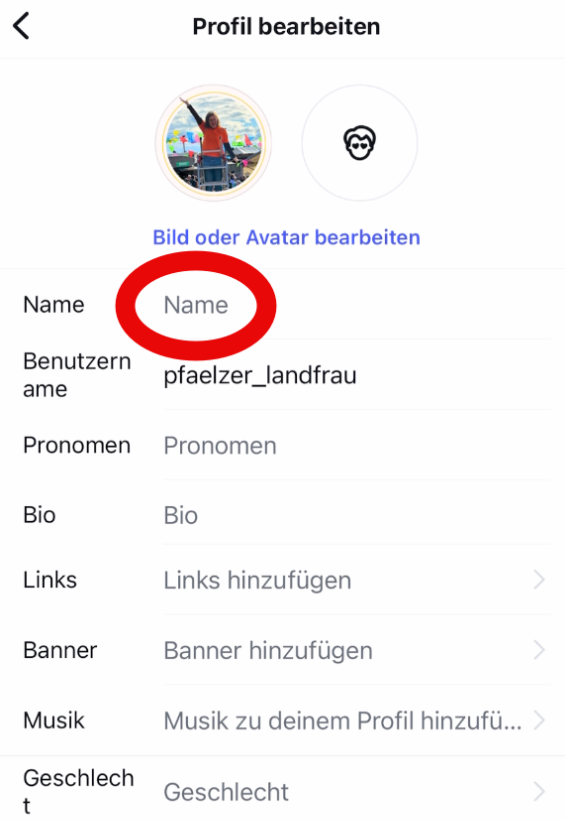 Profil bearbeiten
Bild oder Avatar bearbeiten
Name Name
Benutzern
ame pfaelzer_landfrau
Pronomen Pronomen
Bio Bio
Links Links hinzufügen
Banner Banner hinzufügen
Musik Musik zu deinem Profil hinzufü...
Geschlech
t Geschlecht